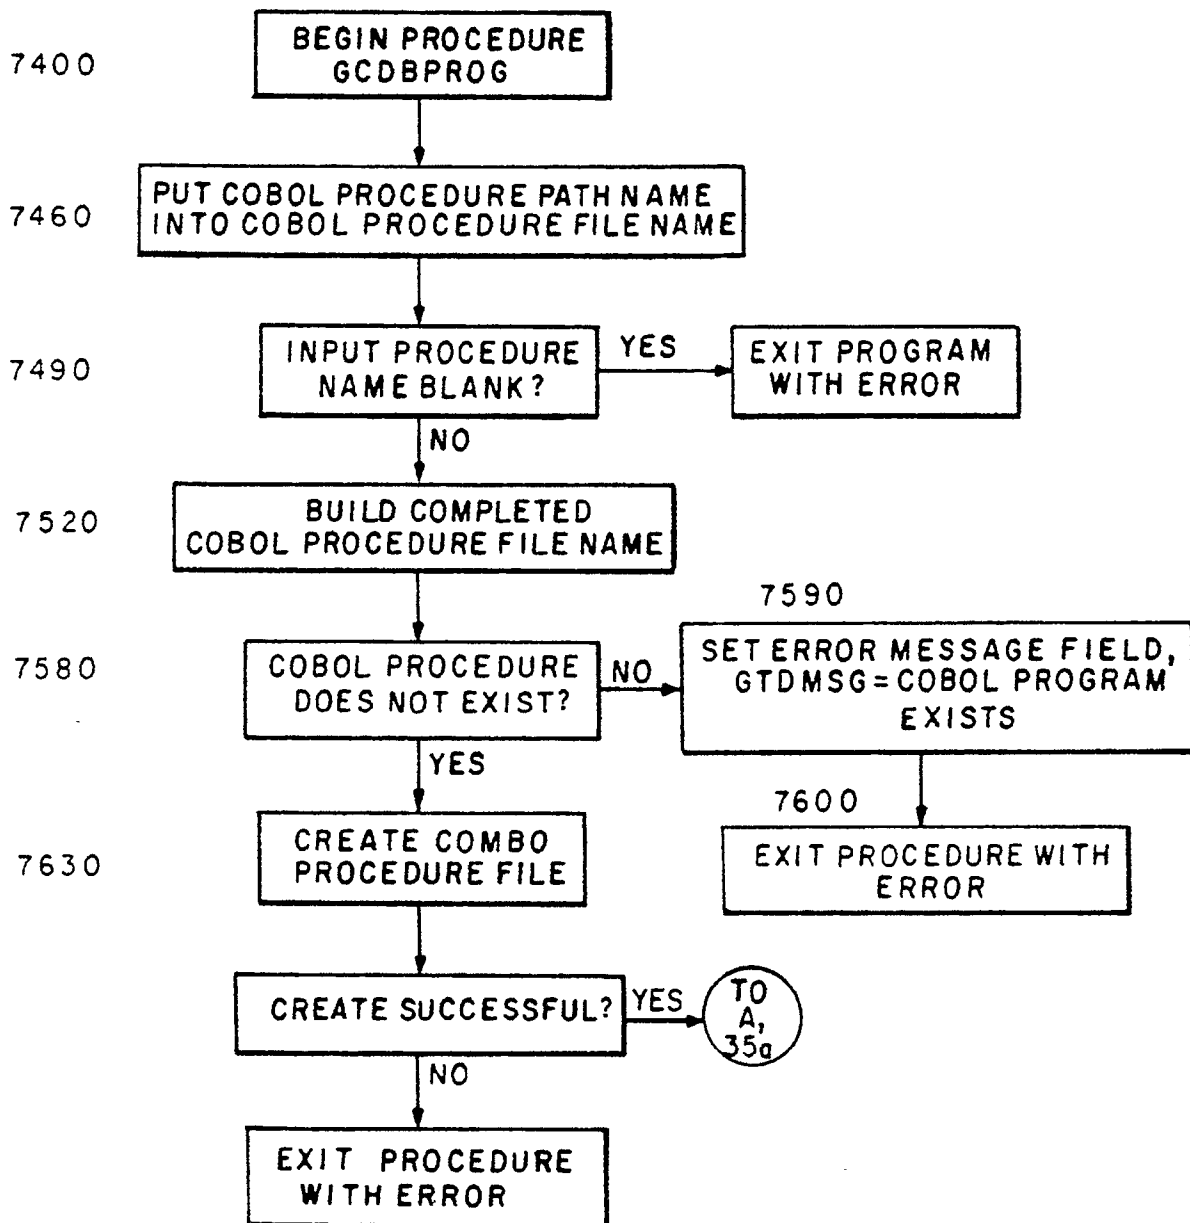 7400
BEGIN PROCEDURE
GCDBPROG
7460
PUT COBOL PROCEDURE PATH NAME
INTO COBOL PROCEDURE FILE NAME
7490
INPUT PROCEDURE
NAME BLANK?
YES
EXIT PROGRAM
WITH ERROR
NO
7520
BUILD COMPLETED
COBOL PROCEDURE FILE NAME
7580
COBOL PROCEDURE
DOES NOT EXIST?
NO
7590
SET ERROR MESSAGE FIELD,
GTDMSG=COBOL PROGRAM
EXISTS
7600
EXIT PROCEDURE WITH
ERROR
YES
7630
CREATE COMBO
PROCEDURE FILE
CREATE SUCCESSFUL?
YES
TO
A,
35a
NO
EXIT PROCEDURE
WITH ERROR